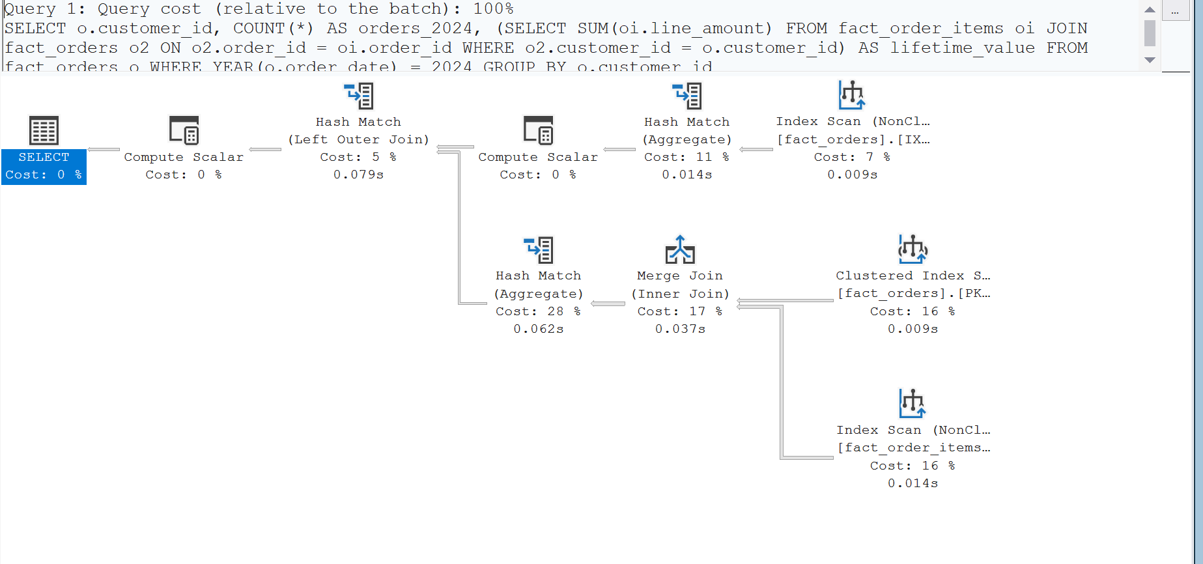 Query 1: Query cost (relative to the batch): 100%
SELECT o.customer_id, COUNT(*) AS orders_2024, (SELECT SUM(oi.line_amount) FROM fact_order_items oi JOIN
fact_orders o2 ON o2.order_id = oi.order_id WHERE o2.customer_id = o.customer_id) AS lifetime_value FROM
fact_orders o WHERE YEAR(o.order_date) = 2024 GROUP BY o.customer_id
...
SELECT
Cost: 0 %
Compute Scalar
Cost: 0 %
Hash Match
(Left Outer Join)
Cost: 5 %
0.079s
Compute Scalar
Cost: 0 %
Hash Match
(Aggregate)
Cost: 11 %
0.014s
Index Scan (NonCl…
[fact_orders].[IX…
Cost: 7 %
0.009s
Hash Match
(Aggregate)
Cost: 28 %
0.062s
Merge Join
(Inner Join)
Cost: 17 %
0.037s
Clustered Index S…
[fact_orders].[PK…
Cost: 16 %
0.009s
Index Scan (NonCl…
[fact_order_items…
Cost: 16 %
0.014s